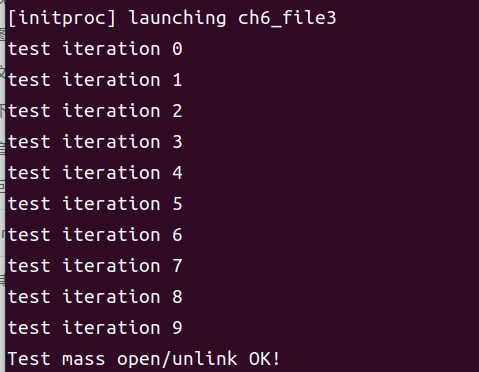 [initproc] launching ch6_file3
test iteration 0
test iteration 1
test iteration 2
test iteration 3
test iteration 4
test iteration 5
test iteration 6
test iteration 7
test iteration 8
test iteration 9
Test mass open/unlink OK!